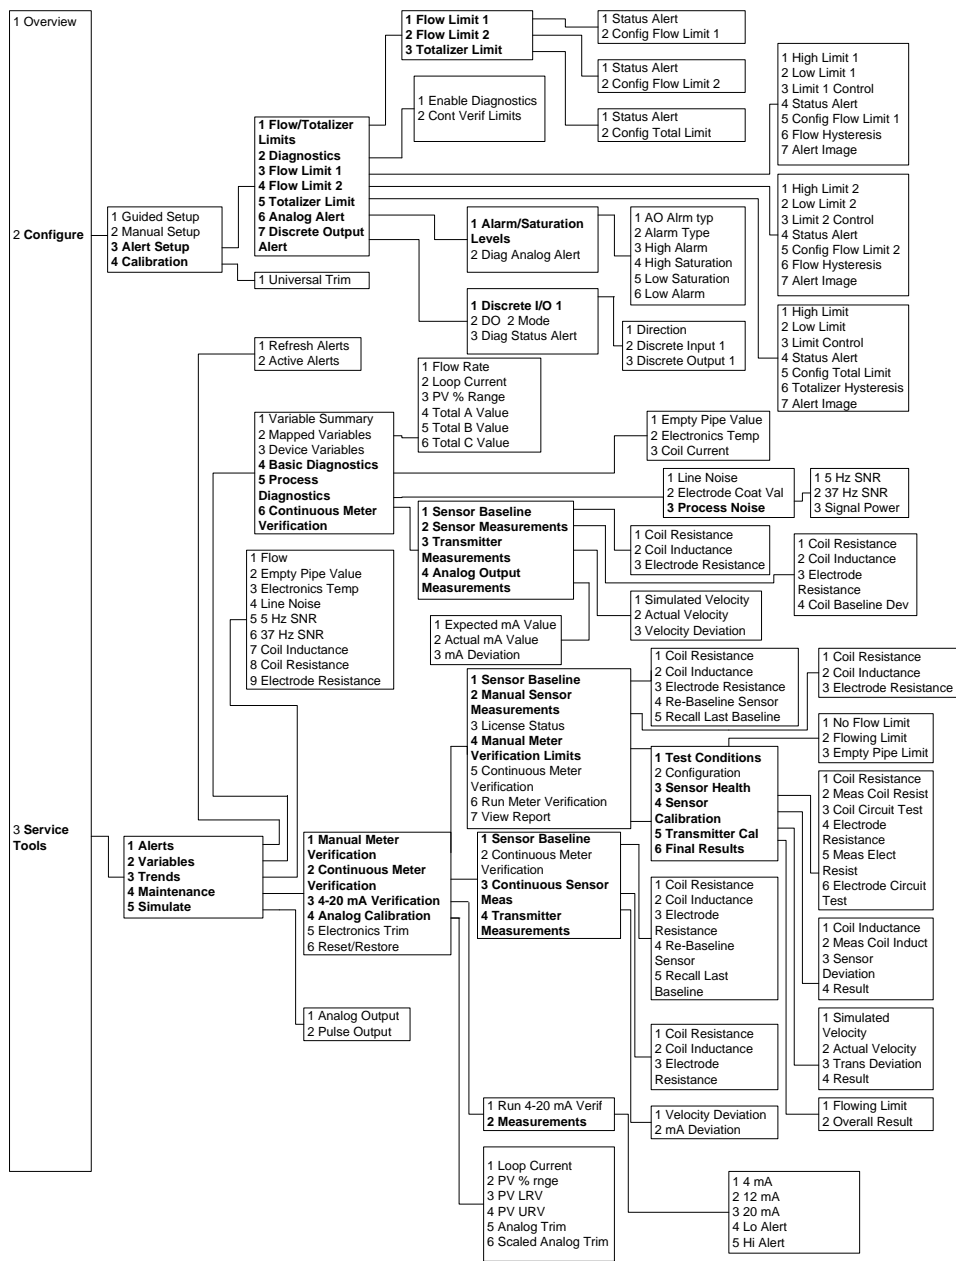 1 Overview
2 Configure
3 Service
Tools
1 Guided Setup
2 Manual Setup
3 Alert Setup
4 Calibration
1 Flow/Totalizer
Limits
2 Diagnostics
3 Flow Limit 1
4 Flow Limit 2
5 Totalizer Limit
6 Analog Alert
7 Discrete Output
Alert
1 Universal Trim
1 Flow Limit 1
2 Flow Limit 2
3 Totalizer Limit
1 Status Alert
2 Config Flow Limit 1
1 Status Alert
2 Config Flow Limit 2
1 Status Alert
2 Config Total Limit
1 Enable Diagnostics
2 Cont Verif Limits
1 High Limit 1
2 Low Limit 1
3 Limit 1 Control
4 Status Alert
5 Config Flow Limit 1
6 Flow Hysteresis
7 Alert Image
1 High Limit 2
2 Low Limit 2
3 Limit 2 Control
4 Status Alert
5 Config Flow Limit 2
6 Flow Hysteresis
7 Alert Image
1 High Limit
2 Low Limit
3 Limit Control
4 Status Alert
5 Config Total Limit
6 Totalizer Hysteresis
7 Alert Image
1 Alarm/Saturation
Levels
2 Diag Analog Alert
1 AO Alrm typ
2 Alarm Type
3 High Alarm
4 High Saturation
5 Low Saturation
6 Low Alarm
1 Discrete I/O 1
2 DO  2 Mode
3 Diag Status Alert
1 Direction
2 Discrete Input 1
3 Discrete Output 1
1 Refresh Alerts
2 Active Alerts
1 Flow Rate
2 Loop Current
3 PV % Range
4 Total A Value
5 Total B Value
6 Total C Value
1 Variable Summary
2 Mapped Variables
3 Device Variables
4 Basic Diagnostics
5 Process
Diagnostics
6 Continuous Meter
Verification
1 Empty Pipe Value
2 Electronics Temp
3 Coil Current
1 Line Noise
2 Electrode Coat Val
3 Process Noise
1 5 Hz SNR
2 37 Hz SNR
3 Signal Power
1 Sensor Baseline
2 Sensor Measurements
3 Transmitter
Measurements
4 Analog Output
Measurements
1 Coil Resistance
2 Coil Inductance
3 Electrode Resistance
1 Coil Resistance
2 Coil Inductance
3 Electrode
Resistance
4 Coil Baseline Dev
1 Simulated Velocity
2 Actual Velocity
3 Velocity Deviation
1 Expected mA Value
2 Actual mA Value
3 mA Deviation
1 Flow
2 Empty Pipe Value
3 Electronics Temp
4 Line Noise
5 5 Hz SNR
6 37 Hz SNR
7 Coil Inductance
8 Coil Resistance
9 Electrode Resistance
1 Alerts
2 Variables
3 Trends
4 Maintenance
5 Simulate
1 Analog Output
2 Pulse Output
1 Manual Meter
Verification
2 Continuous Meter
Verification
3 4-20 mA Verification
4 Analog Calibration
5 Electronics Trim
6 Reset/Restore
1 Sensor Baseline
2 Manual Sensor
Measurements
3 License Status
4 Manual Meter
Verification Limits
5 Continuous Meter
Verification
6 Run Meter Verification
7 View Report
1 Coil Resistance
2 Coil Inductance
3 Electrode Resistance
4 Re-Baseline Sensor
5 Recall Last Baseline
1 Coil Resistance
2 Coil Inductance
3 Electrode Resistance
1 No Flow Limit
2 Flowing Limit
3 Empty Pipe Limit
1 Test Conditions
2 Configuration
3 Sensor Health
4 Sensor
Calibration
5 Transmitter Cal
6 Final Results
1 Coil Resistance
2 Meas Coil Resist
3 Coil Circuit Test
4 Electrode
Resistance
5 Meas Elect
Resist
6 Electrode Circuit
Test
1 Coil Inductance
2 Meas Coil Induct
3 Sensor
Deviation
4 Result
1 Simulated
Velocity
2 Actual Velocity
3 Trans Deviation
4 Result
1 Flowing Limit
2 Overall Result
1 Sensor Baseline
2 Continuous Meter
Verification
3 Continuous Sensor
Meas
4 Transmitter
Measurements
1 Coil Resistance
2 Coil Inductance
3 Electrode
Resistance
4 Re-Baseline
Sensor
5 Recall Last
Baseline
1 Coil Resistance
2 Coil Inductance
3 Electrode
Resistance
1 Velocity Deviation
2 mA Deviation
1 Run 4-20 mA Verif
2 Measurements
1 4 mA
2 12 mA
3 20 mA
4 Lo Alert
5 Hi Alert
1 Loop Current
2 PV % rnge
3 PV LRV
4 PV URV
5 Analog Trim
6 Scaled Analog Trim